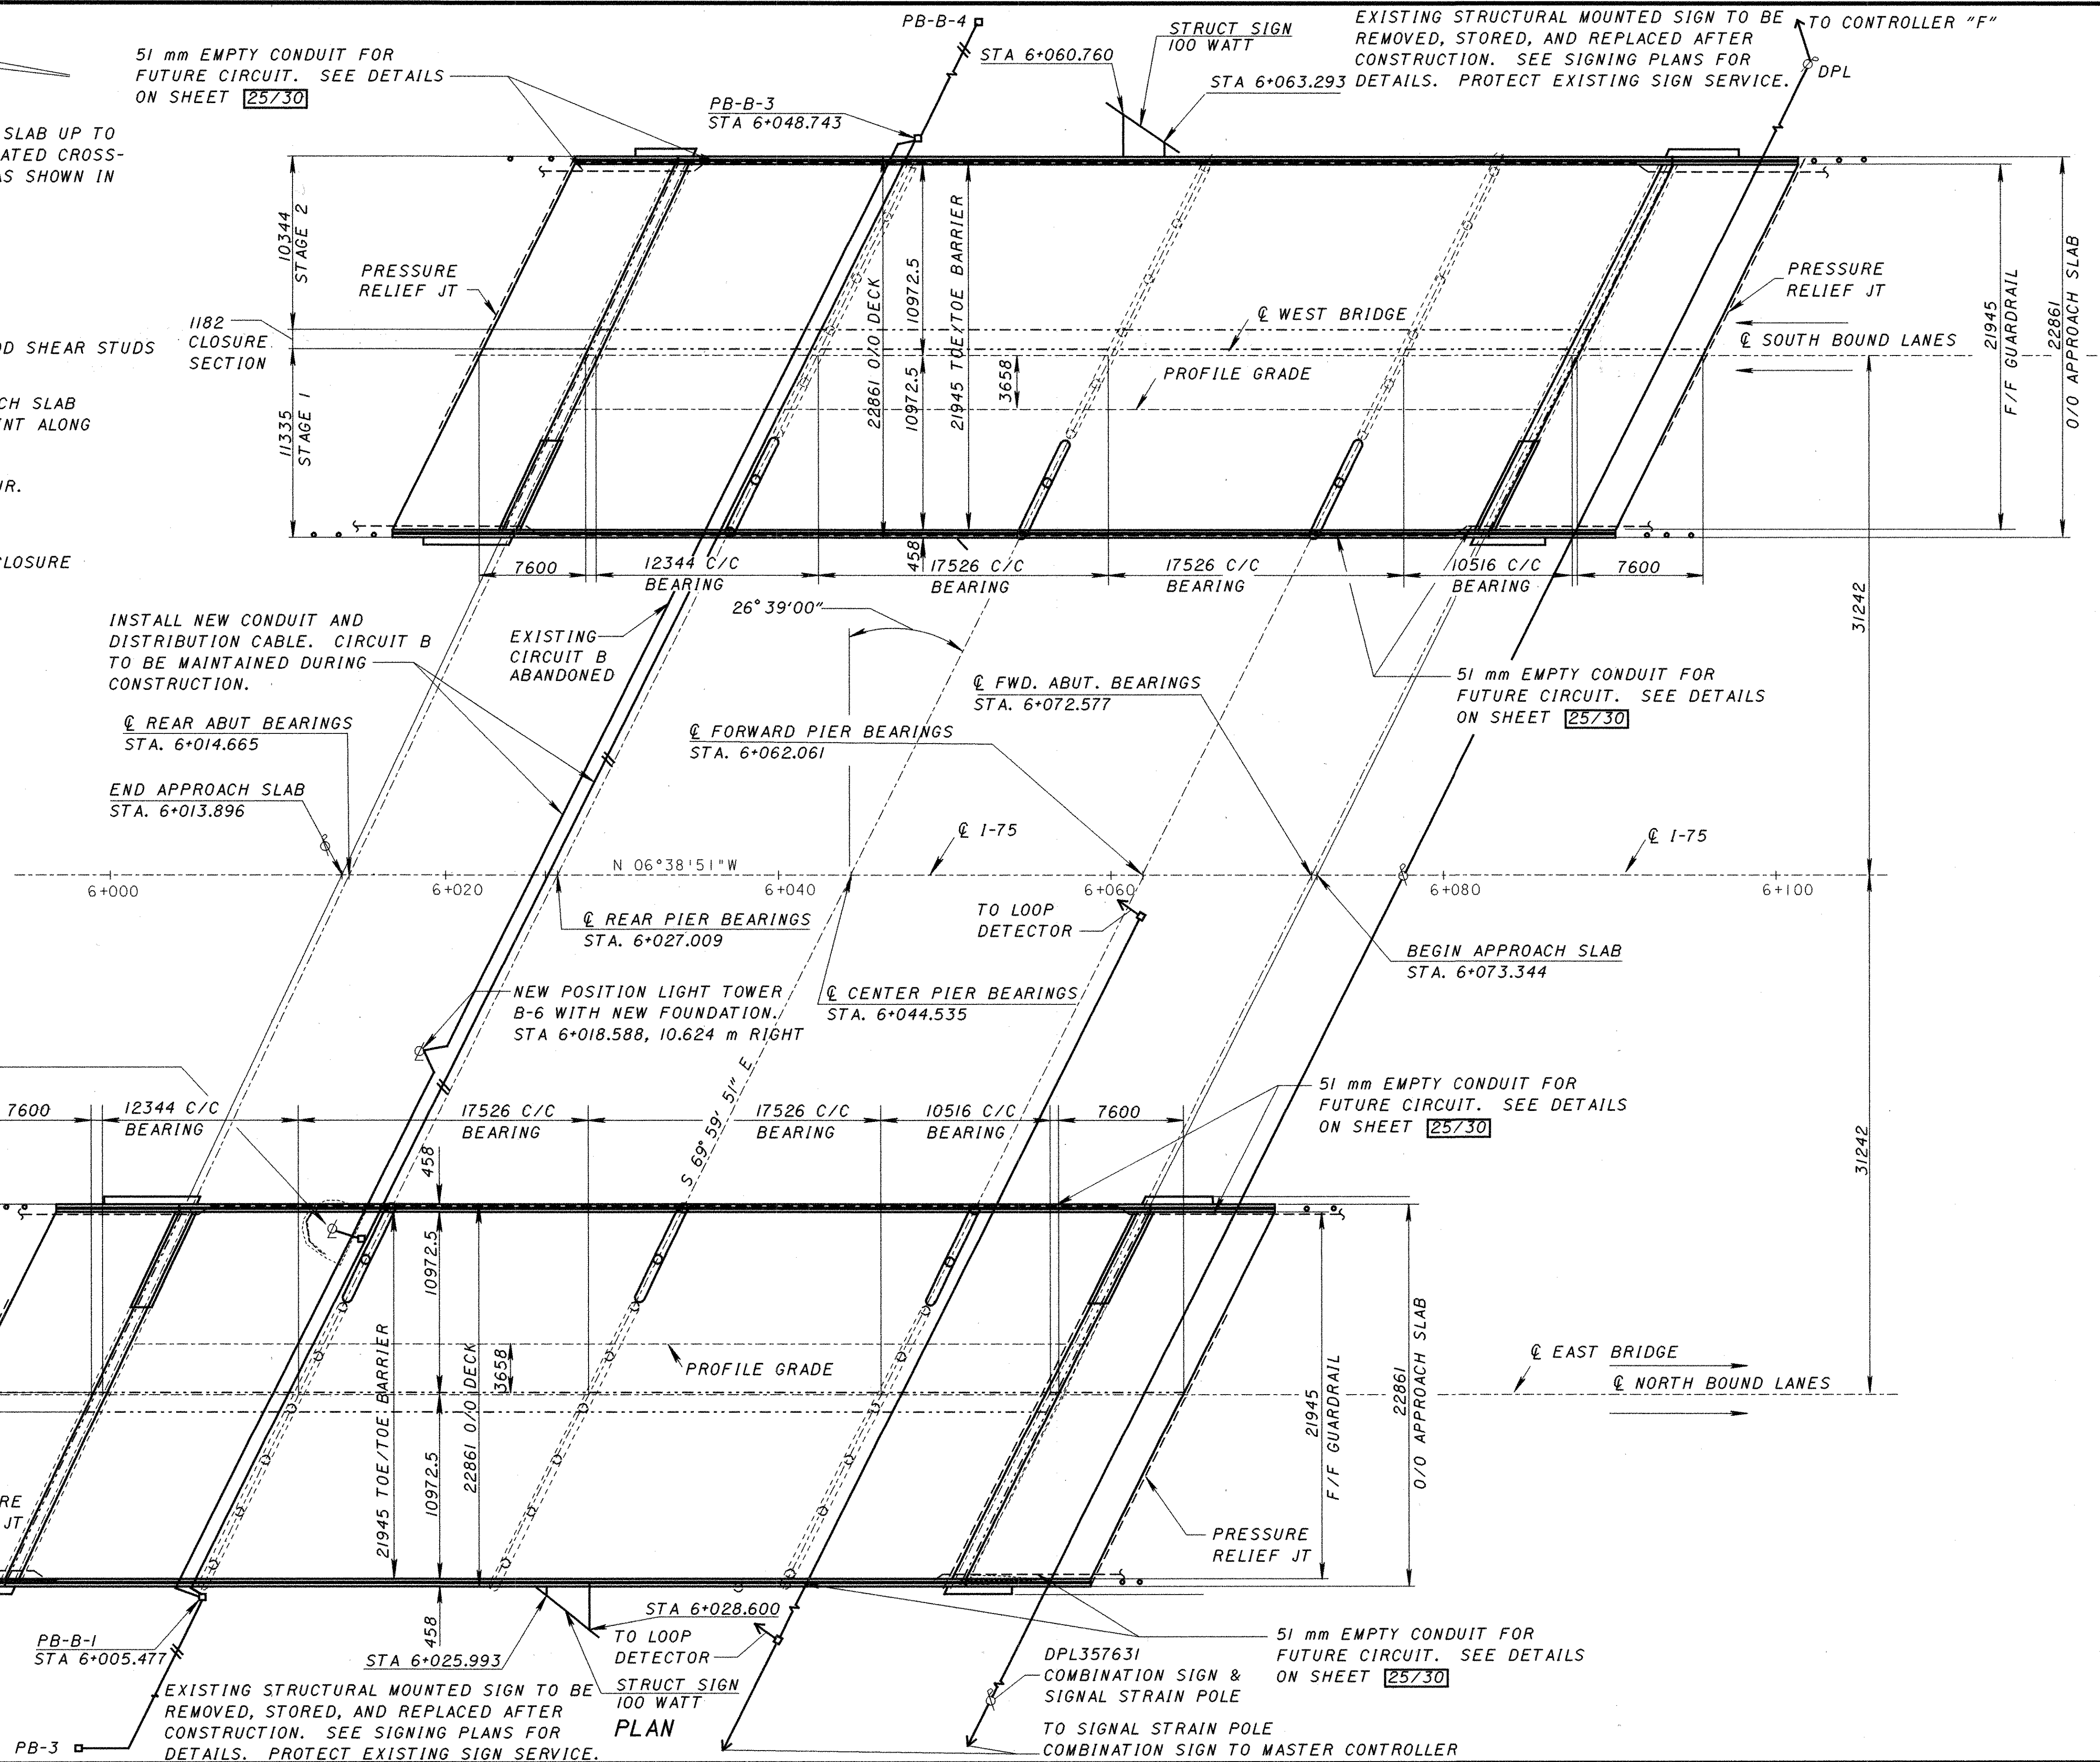 51 mm EMPTY CONDUIT FOR
FUTURE CIRCUIT. SEE DETAILS
ON SHEET 25/30
SLAB UP TO
ATED CROSS-
AS SHOWN IN
PB-B-4
PB-B-3
STA 6+048.743
STA 6+060.760
STRUCT SIGN
100 WATT
STA 6+063.293
EXISTING STRUCTURAL MOUNTED SIGN TO BE
REMOVED, STORED, AND REPLACED AFTER
CONSTRUCTION. SEE SIGNING PLANS FOR
DETAILS. PROTECT EXISTING SIGN SERVICE.
TO CONTROLLER "F"
DPL
10344
STAGE 2
PRESSURE
RELIEF JT
1182
CLOSURE
SECTION
OD SHEAR STUDS
11335
STAGE 1
CH SLAB
NT ALONG
UR.
CLOSURE
22861 O/O DECK
10972.5
10972.5
21945 TOE/TOE BARRIER
3658
458
℄ WEST BRIDGE
PROFILE GRADE
PRESSURE
RELIEF JT
℄ SOUTH BOUND LANES
21945
F/F GUARDRAIL
22861
O/O APPROACH SLAB
7600
12344 C/C
BEARING
17526 C/C
BEARING
17526 C/C
BEARING
10516 C/C
BEARING
7600
31242
INSTALL NEW CONDUIT AND
DISTRIBUTION CABLE. CIRCUIT B
TO BE MAINTAINED DURING
CONSTRUCTION.
EXISTING
CIRCUIT B
ABANDONED
26°39'00"
℄ FWD. ABUT. BEARINGS
STA. 6+072.577
51 mm EMPTY CONDUIT FOR
FUTURE CIRCUIT. SEE DETAILS
ON SHEET 25/30
℄ REAR ABUT BEARINGS
STA. 6+014.665
℄ FORWARD PIER BEARINGS
STA. 6+062.061
END APPROACH SLAB
STA. 6+013.896
℄ I-75
℄ I-75
N 06°38'51"W
6+000
6+020
6+040
6+060
6+080
6+100
℄ REAR PIER BEARINGS
STA. 6+027.009
TO LOOP
DETECTOR
BEGIN APPROACH SLAB
STA. 6+073.344
NEW POSITION LIGHT TOWER
B-6 WITH NEW FOUNDATION.
STA 6+018.588, 10.624 m RIGHT
℄ CENTER PIER BEARINGS
STA. 6+044.535
S 69°59'51" E
51 mm EMPTY CONDUIT FOR
FUTURE CIRCUIT. SEE DETAILS
ON SHEET 25/30
7600
12344 C/C
BEARING
17526 C/C
BEARING
17526 C/C
BEARING
10516 C/C
BEARING
7600
31242
458
10972.5
10972.5
21945 TOE/TOE BARRIER
22861 O/O DECK
3658
PROFILE GRADE
21945
F/F GUARDRAIL
22861
O/O APPROACH SLAB
℄ EAST BRIDGE
℄ NORTH BOUND LANES
RE
JT
PRESSURE
RELIEF JT
458
PB-B-1
STA 6+005.477
STA 6+025.993
STA 6+028.600
TO LOOP
DETECTOR
STRUCT SIGN
100 WATT
DPL357631
COMBINATION SIGN &
SIGNAL STRAIN POLE
51 mm EMPTY CONDUIT FOR
FUTURE CIRCUIT. SEE DETAILS
ON SHEET 25/30
EXISTING STRUCTURAL MOUNTED SIGN TO BE
REMOVED, STORED, AND REPLACED AFTER
CONSTRUCTION. SEE SIGNING PLANS FOR
DETAILS. PROTECT EXISTING SIGN SERVICE.
PB-3
PLAN
TO SIGNAL STRAIN POLE
COMBINATION SIGN TO MASTER CONTROLLER